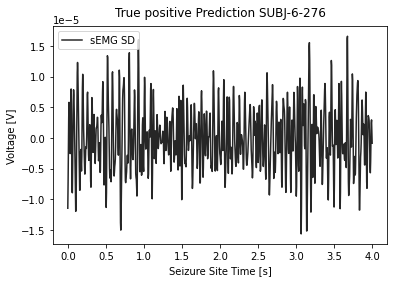 True positive Prediction SUBJ-6-276
1e−5
sEMG SD
1.5
1.0
0.5
0.0
−0.5
−1.0
−1.5
Voltage [V]
0.0 0.5 1.0 1.5 2.0 2.5 3.0 3.5 4.0
Seizure Site Time [s]